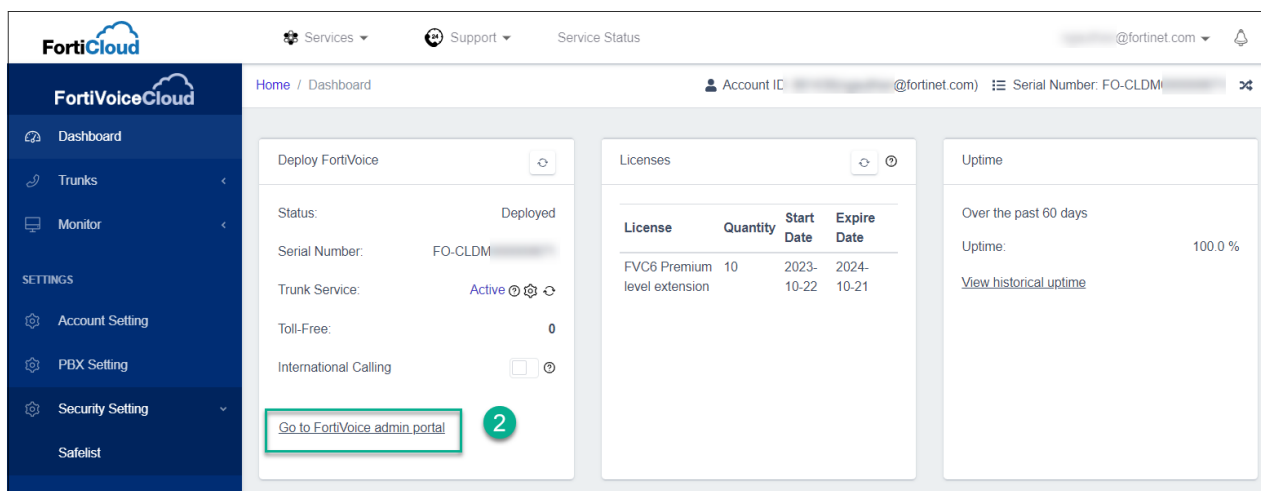 FortiCloud
Services
24
Support
Service Status
@fortinet.com
FortiVoiceCloud
Home / Dashboard
Account ID
@fortinet.com)
Serial Number: FO-CLDM
Dashboard
Trunks
Monitor
SETTINGS
Account Setting
PBX Setting
Security Setting
Safelist
Deploy FortiVoice
Status: Deployed
Serial Number: FO-CLDM
Trunk Service: Active
Toll-Free: 0
International Calling
Go to FortiVoice admin portal
2
Licenses
License Quantity Start Date Expire Date
FVC6 Premium level extension 10 2023-10-22 2024-10-21
Uptime
Over the past 60 days
Uptime: 100.0 %
View historical uptime